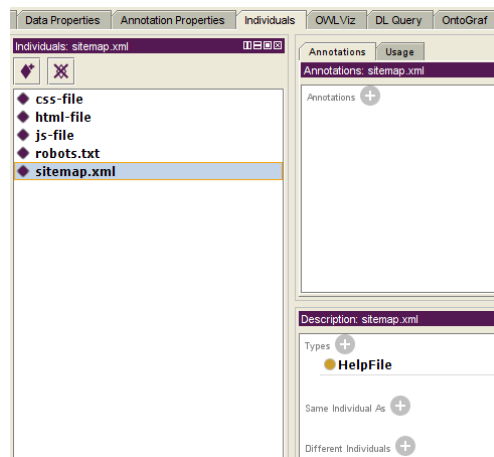 Data Properties Annotation Properties Individuals OWLViz DL Query OntoGraf
Individuals: sitemap.xml
css-file
html-file
js-file
robots.txt
sitemap.xml
Annotations Usage
Annotations: sitemap.xml
Annotations
Description: sitemap.xml
Types
HelpFile
Same Individual As
Different Individuals